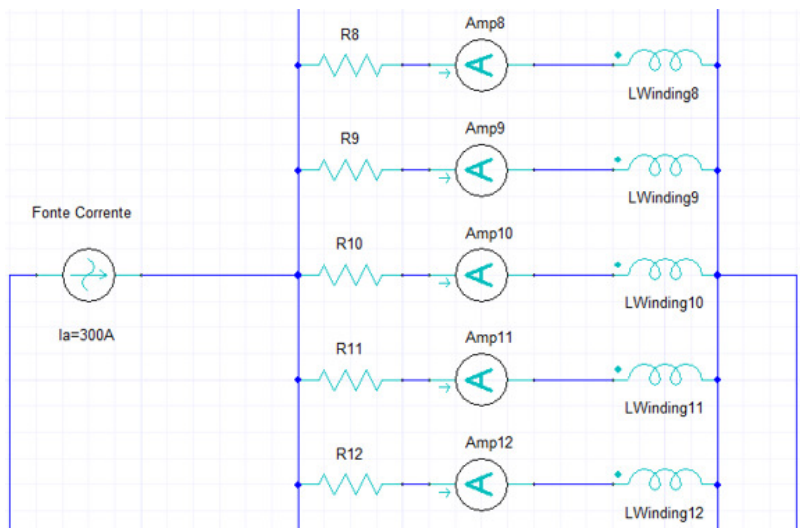 Amp8
R8
LWinding8
Amp9
R9
LWinding9
Fonte Corrente
Amp10
R10
LWinding10
Ia=300A
Amp11
R11
LWinding11
Amp12
R12
LWinding12